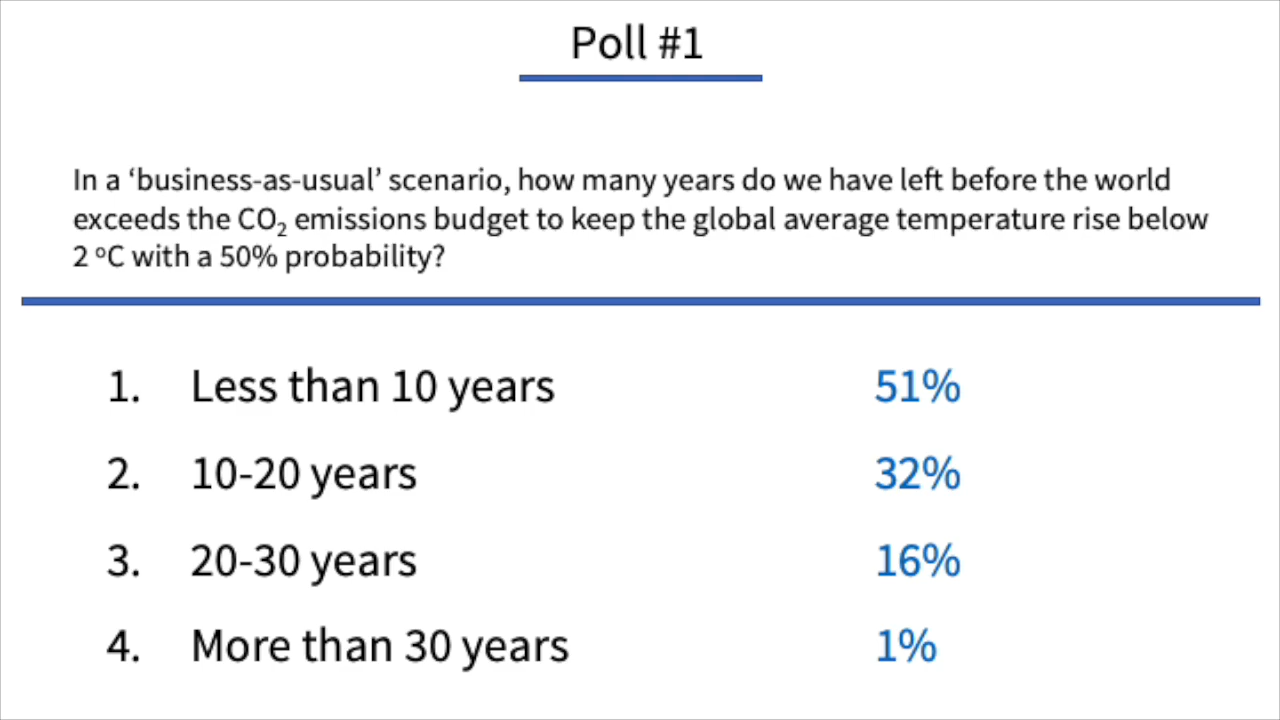 Poll #1
In a ‘business-as-usual’ scenario, how many years do we have left before the world
exceeds the CO₂ emissions budget to keep the global average temperature rise below
2 ºC with a 50% probability?
1. Less than 10 years 51%
2. 10-20 years 32%
3. 20-30 years 16%
4. More than 30 years 1%